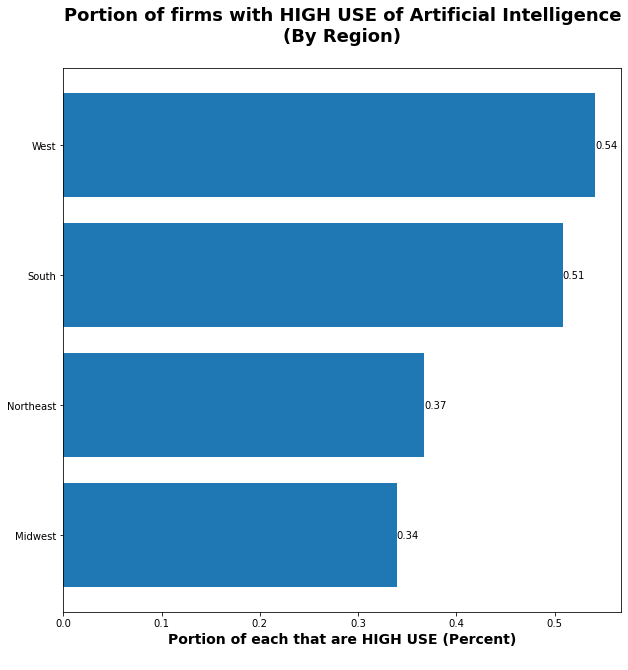 Portion of firms with HIGH USE of Artificial Intelligence
(By Region)
West
0.54
South
0.51
Northeast
0.37
Midwest
0.34
0.0 0.1 0.2 0.3 0.4 0.5
Portion of each that are HIGH USE (Percent)